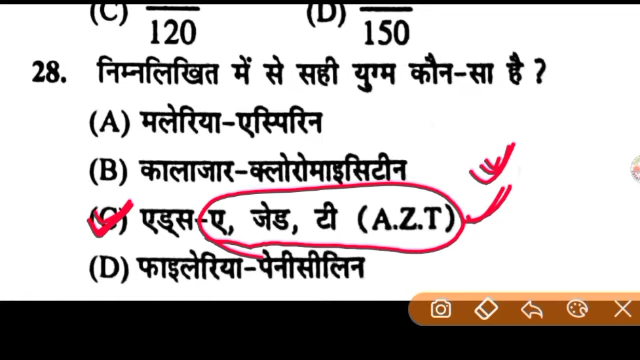 (C) 120 (D) 150
28. निम्नलिखित में से सही युग्म कौन-सा है ?
(A) मलेरिया-एस्पिरिन
(B) कालाजार-क्लोरोमाइसिटीन
(C) एड्स-ए, जेड, टी (A.Z.T)
(D) फाइलेरिया-पेनीसीलिन